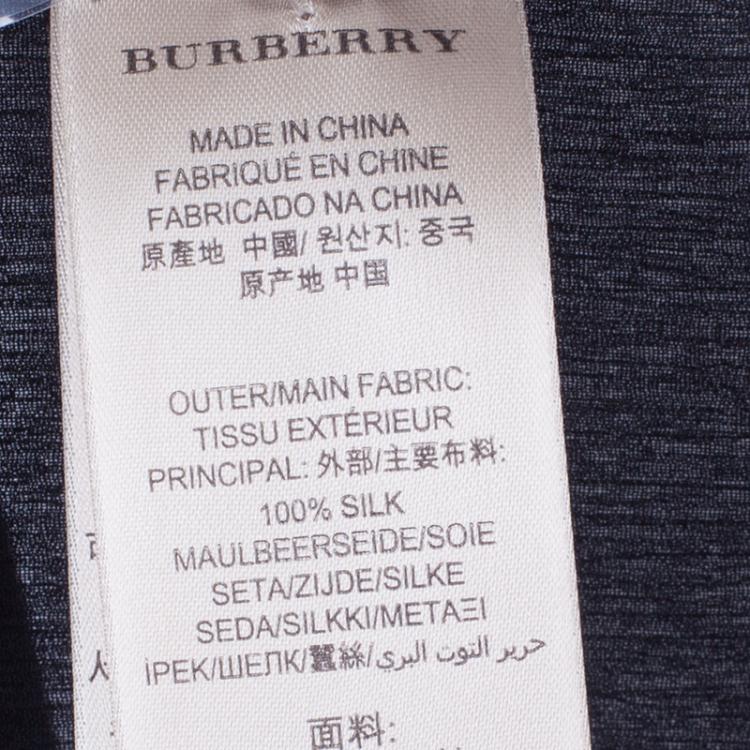 BURBERRY
MADE IN CHINA
FABRIQUÉ EN CHINE
FABRICADO NA CHINA
原產地 中國/ 원산지: 중국
原产地 中国
OUTER/MAIN FABRIC:
TISSU EXTÉRIEUR
PRINCIPAL: 外部/主要布料:
100% SILK
MAULBEERSEIDE/SOIE
SETA/ZIJDE/SILKE
SEDA/SILKKI/ΜΕΤΑΞΙ
İPEK/ШЕЛК/蠶絲/حرير التوت البري
面料: